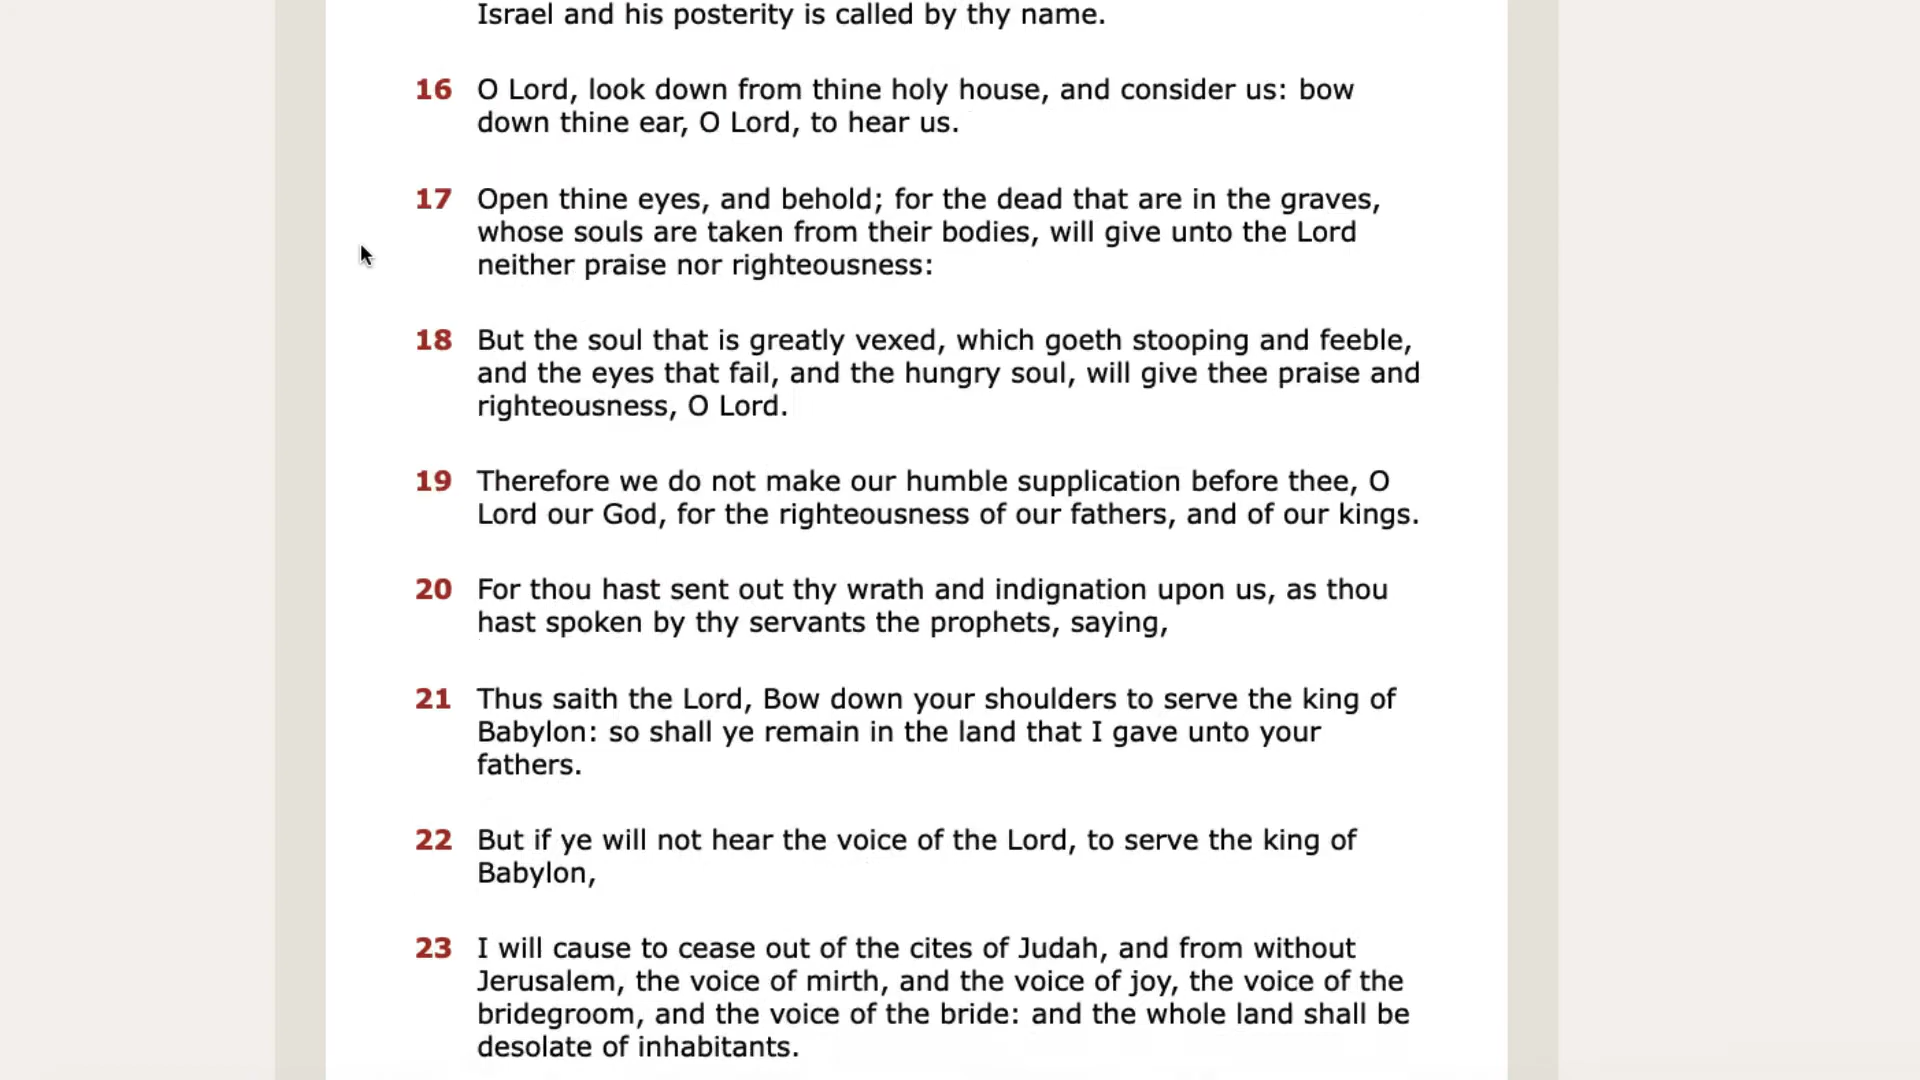 Israel and his posterity is called by thy name.
16 O Lord, look down from thine holy house, and consider us: bow
down thine ear, O Lord, to hear us.
17 Open thine eyes, and behold; for the dead that are in the graves,
whose souls are taken from their bodies, will give unto the Lord
neither praise nor righteousness:
18 But the soul that is greatly vexed, which goeth stooping and feeble,
and the eyes that fail, and the hungry soul, will give thee praise and
righteousness, O Lord.
19 Therefore we do not make our humble supplication before thee, O
Lord our God, for the righteousness of our fathers, and of our kings.
20 For thou hast sent out thy wrath and indignation upon us, as thou
hast spoken by thy servants the prophets, saying,
21 Thus saith the Lord, Bow down your shoulders to serve the king of
Babylon: so shall ye remain in the land that I gave unto your
fathers.
22 But if ye will not hear the voice of the Lord, to serve the king of
Babylon,
23 I will cause to cease out of the cites of Judah, and from without
Jerusalem, the voice of mirth, and the voice of joy, the voice of the
bridegroom, and the voice of the bride: and the whole land shall be
desolate of inhabitants.